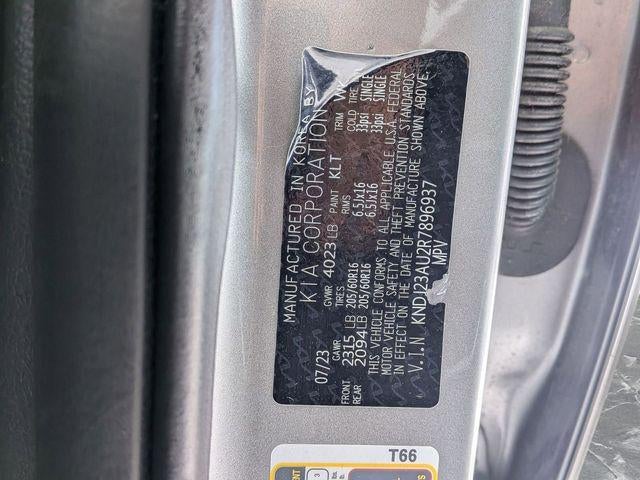 MANUFACTURED IN KOREA BY
KIA CORPORATION
07/23 GVWR 4023 LB PAINT KLT TRIM
GAWR TIRES RIMS COLD TIRE
FRONT 2315 LB 205/60R16 6.5Jx16 33psi SINGLE
REAR 2094 LB 205/60R16 6.5Jx16 33psi SINGLE
THIS VEHICLE CONFORMS TO ALL APPLICABLE U.S.A. FEDERAL
MOTOR VEHICLE SAFETY AND THEFT PREVENTION STANDARDS
IN EFFECT ON THE DATE OF MANUFACTURE SHOWN ABOVE.
V.I.N KNDJ23AU2R7896937
MPV
T66